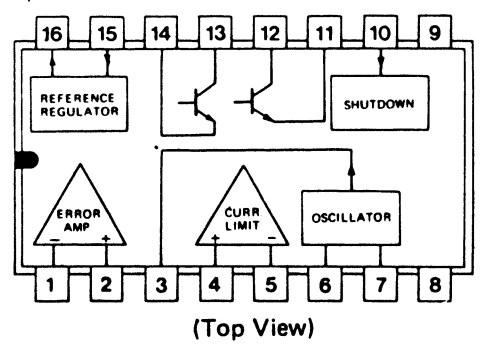 16 15 14 13 12 11 10 9
REFERENCE
REGULATOR
SHUTDOWN
ERROR
AMP
- +
CURR
LIMIT
+ -
OSCILLATOR
1 2 3 4 5 6 7 8
(Top View)